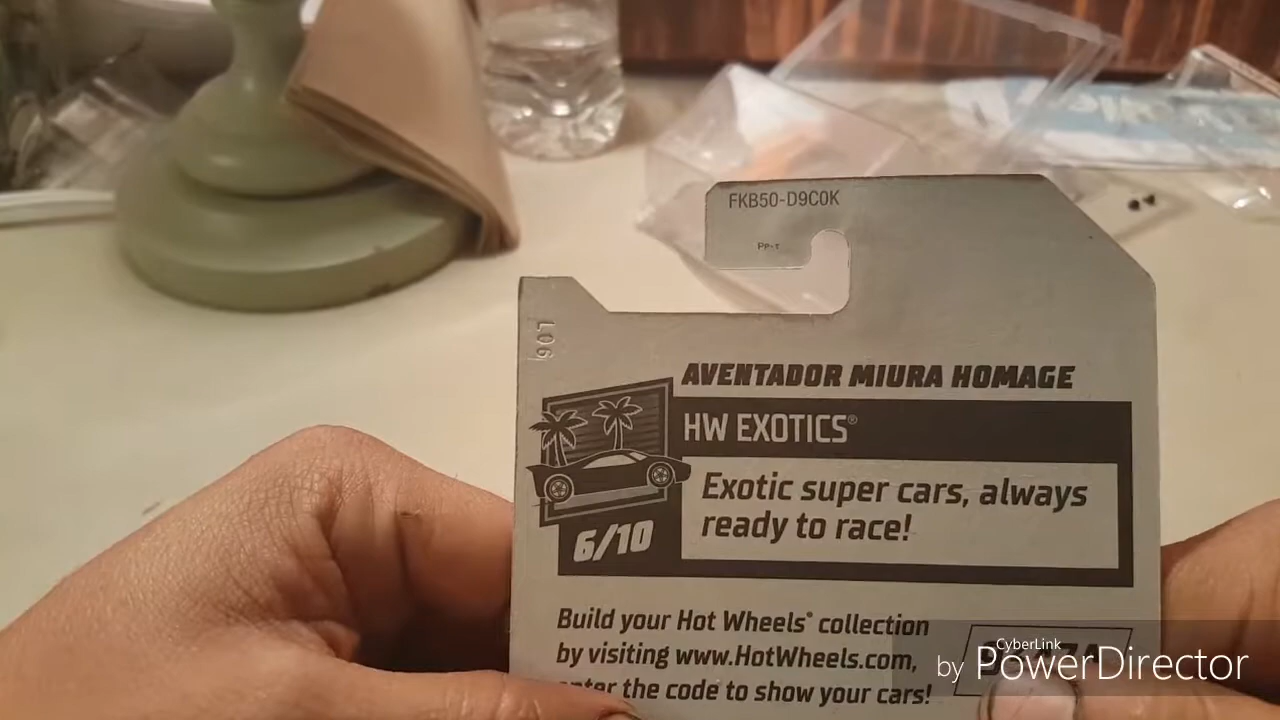 FKB50-D9C0K
L06
AVENTADOR MIURA HOMAGE
HW EXOTICS®
Exotic super cars, always
ready to race!
6/10
Build your Hot Wheels® collection
by visiting www.HotWheels.com,
enter the code to show your cars!
CyberLink
by PowerDirector